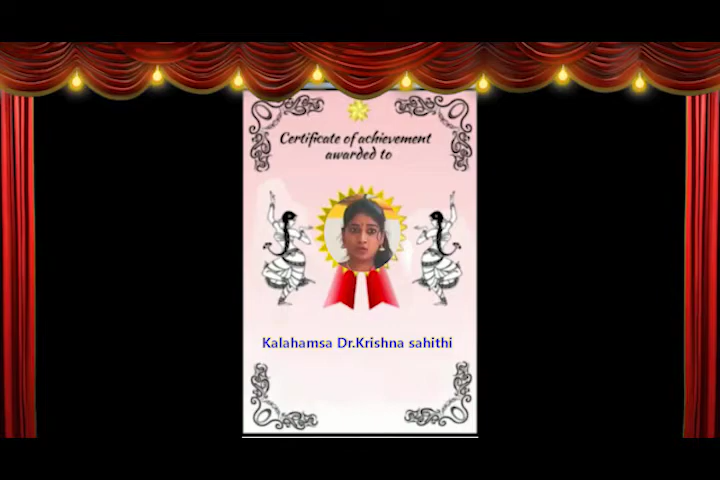 Certificate of achievement
awarded to
Kalahamsa Dr.Krishna sahithi